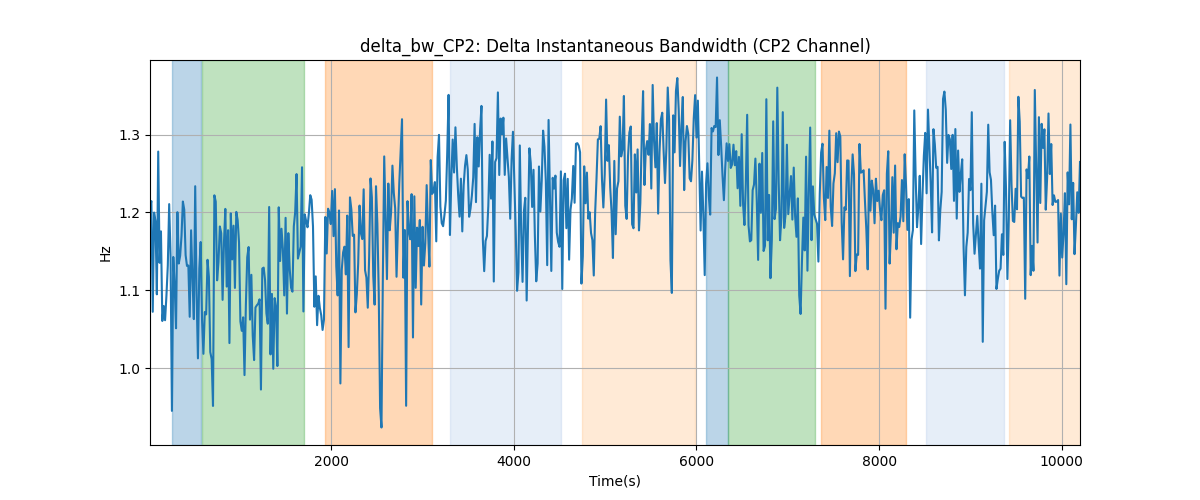 delta_bw_CP2: Delta Instantaneous Bandwidth (CP2 Channel)
1.3
1.2
1.1
1.0
Hz
2000 4000 6000 8000 10000
Time(s)